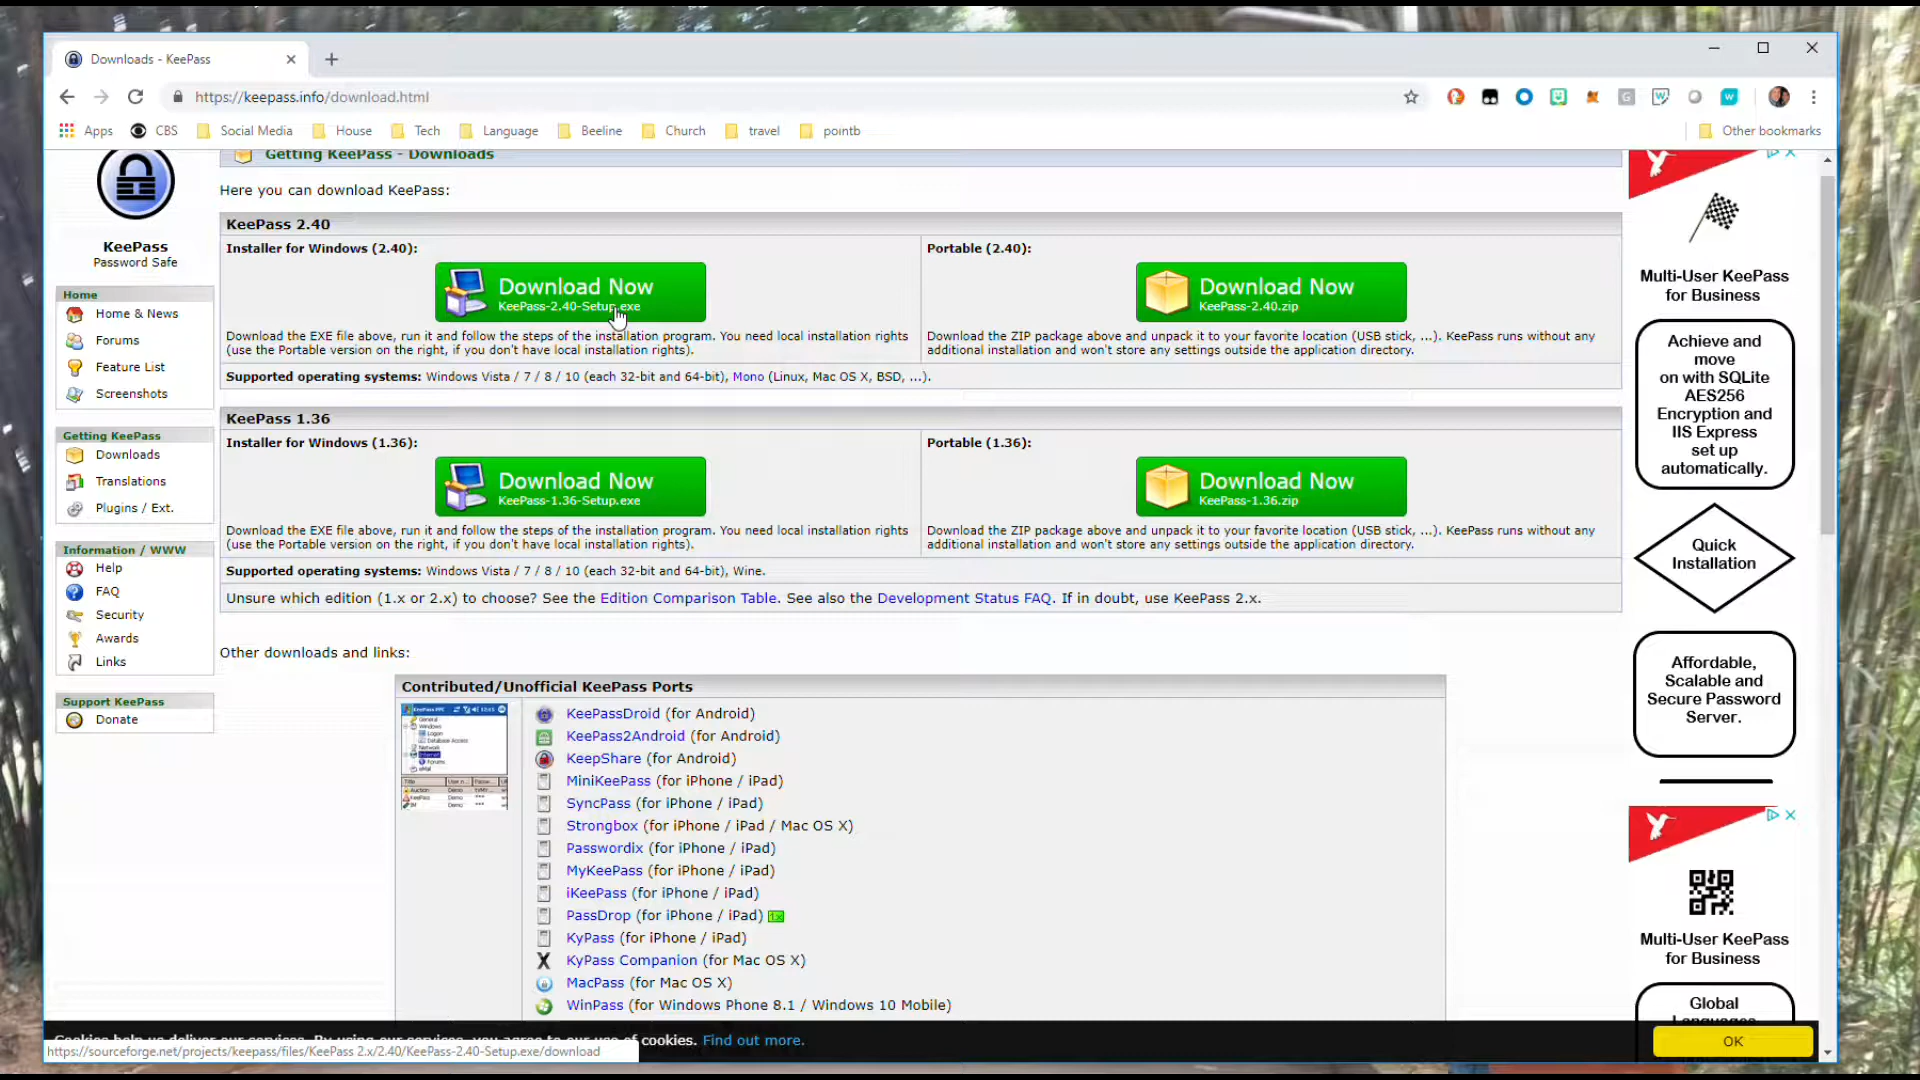 Downloads - KeePass
https://keepass.info/download.html
Apps
CBS
Social Media
House
Tech
Language
Beeline
Church
travel
pointb
Other bookmarks
KeePass
Password Safe
Home
Home & News
Forums
Feature List
Screenshots
Getting KeePass
Downloads
Translations
Plugins / Ext.
Information / WWW
Help
FAQ
Security
Awards
Links
Support KeePass
Donate
Getting KeePass - Downloads
Here you can download KeePass:
KeePass 2.40
Installer for Windows (2.40):
Download Now
KeePass-2.40-Setup.exe
Download the EXE file above, run it and follow the steps of the installation program. You need local installation rights
(use the Portable version on the right, if you don't have local installation rights).
Portable (2.40):
Download Now
KeePass-2.40.zip
Download the ZIP package above and unpack it to your favorite location (USB stick, ...). KeePass runs without any
additional installation and won't store any settings outside the application directory.
Supported operating systems: Windows Vista / 7 / 8 / 10 (each 32-bit and 64-bit), Mono (Linux, Mac OS X, BSD, ...).
KeePass 1.36
Installer for Windows (1.36):
Download Now
KeePass-1.36-Setup.exe
Download the EXE file above, run it and follow the steps of the installation program. You need local installation rights
(use the Portable version on the right, if you don't have local installation rights).
Portable (1.36):
Download Now
KeePass-1.36.zip
Download the ZIP package above and unpack it to your favorite location (USB stick, ...). KeePass runs without any
additional installation and won't store any settings outside the application directory.
Supported operating systems: Windows Vista / 7 / 8 / 10 (each 32-bit and 64-bit), Wine.
Unsure which edition (1.x or 2.x) to choose? See the Edition Comparison Table. See also the Development Status FAQ. If in doubt, use KeePass 2.x.
Other downloads and links:
Contributed/Unofficial KeePass Ports
KeePassDroid (for Android)
KeePass2Android (for Android)
KeepShare (for Android)
MiniKeePass (for iPhone / iPad)
SyncPass (for iPhone / iPad)
Strongbox (for iPhone / iPad / Mac OS X)
Passwordix (for iPhone / iPad)
MyKeePass (for iPhone / iPad)
iKeePass (for iPhone / iPad)
PassDrop (for iPhone / iPad) 1x
KyPass (for iPhone / iPad)
KyPass Companion (for Mac OS X)
MacPass (for Mac OS X)
WinPass (for Windows Phone 8.1 / Windows 10 Mobile)
Multi-User KeePass
for Business
Achieve and
move
on with SQLite
AES256
Encryption and
IIS Express
set up
automatically.
Quick
Installation
Affordable,
Scalable and
Secure Password
Server.
Multi-User KeePass
for Business
Global
Languages
Cookies help us deliver our services. By using our services, you agree to our use of cookies. Find out more.
OK
https://sourceforge.net/projects/keepass/files/KeePass 2.x/2.40/KeePass-2.40-Setup.exe/download